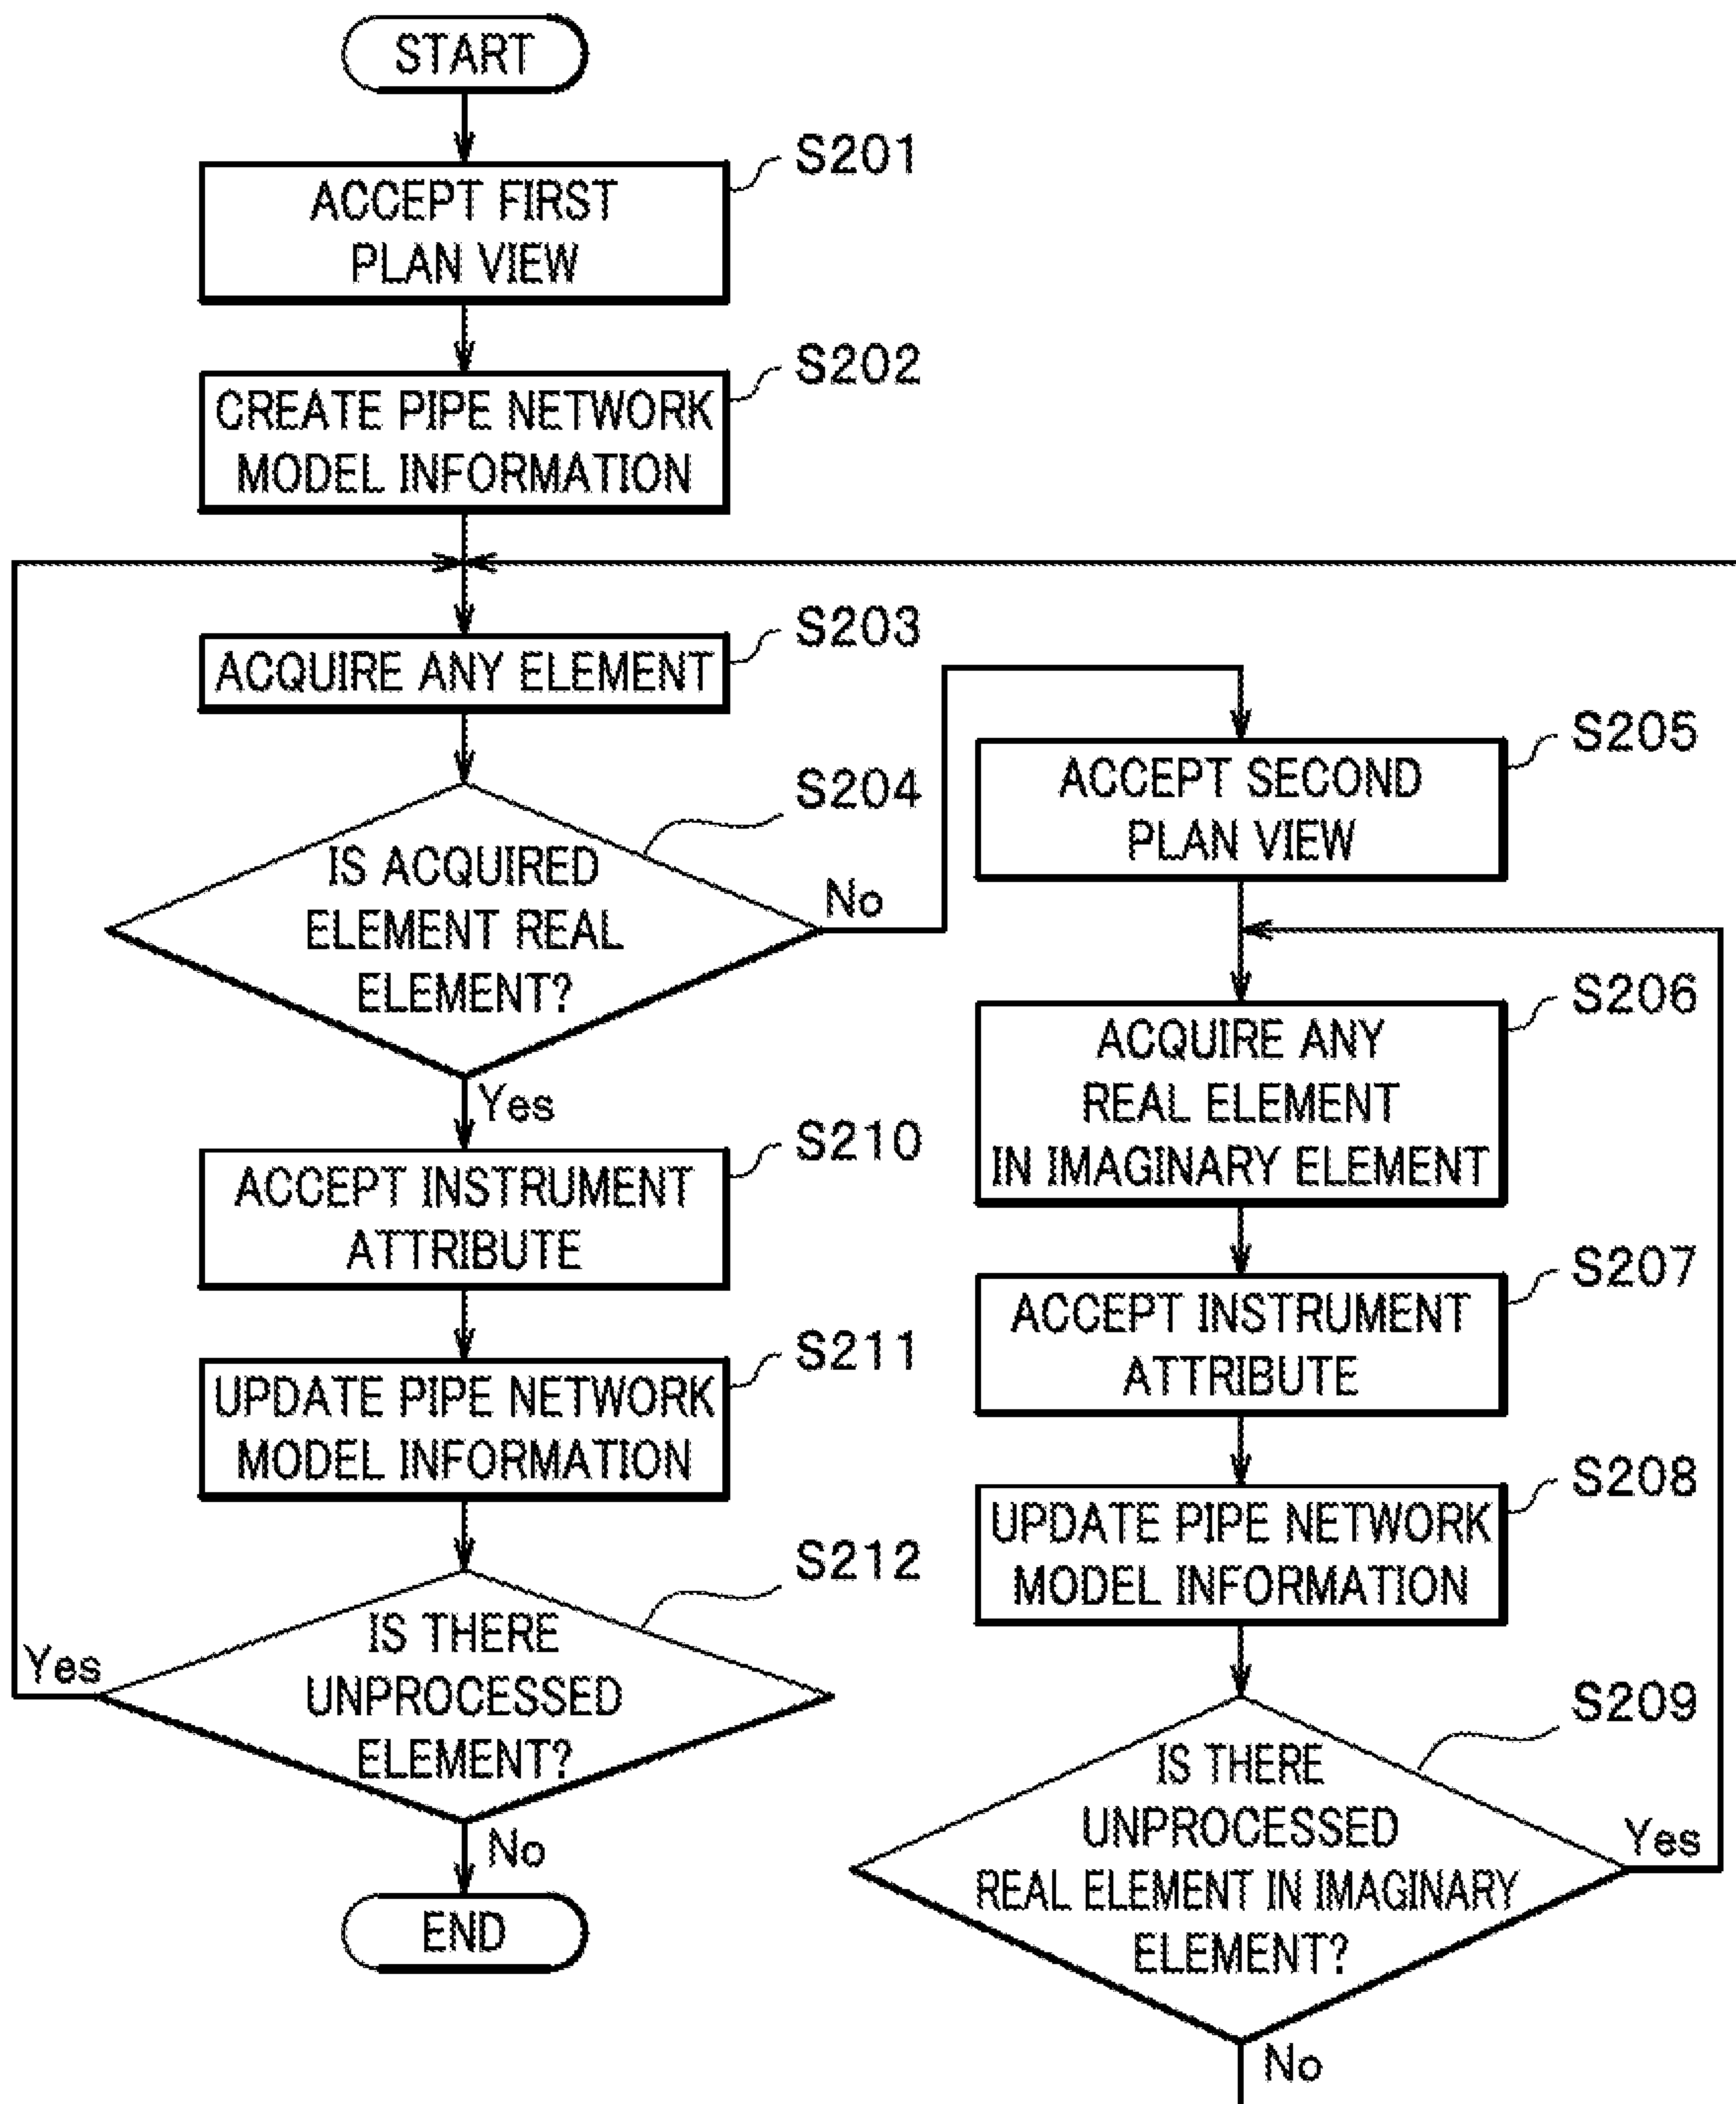 START
S201
ACCEPT FIRST
PLAN VIEW
S202
CREATE PIPE NETWORK
MODEL INFORMATION
S203
ACQUIRE ANY ELEMENT
S204
IS ACQUIRED
ELEMENT REAL
ELEMENT?
No
Yes
S205
ACCEPT SECOND
PLAN VIEW
S206
ACQUIRE ANY
REAL ELEMENT
IN IMAGINARY ELEMENT
S207
ACCEPT INSTRUMENT
ATTRIBUTE
S208
UPDATE PIPE NETWORK
MODEL INFORMATION
S209
IS THERE
UNPROCESSED
REAL ELEMENT IN IMAGINARY
ELEMENT?
Yes
No
S210
ACCEPT INSTRUMENT
ATTRIBUTE
S211
UPDATE PIPE NETWORK
MODEL INFORMATION
S212
IS THERE
UNPROCESSED
ELEMENT?
Yes
No
END